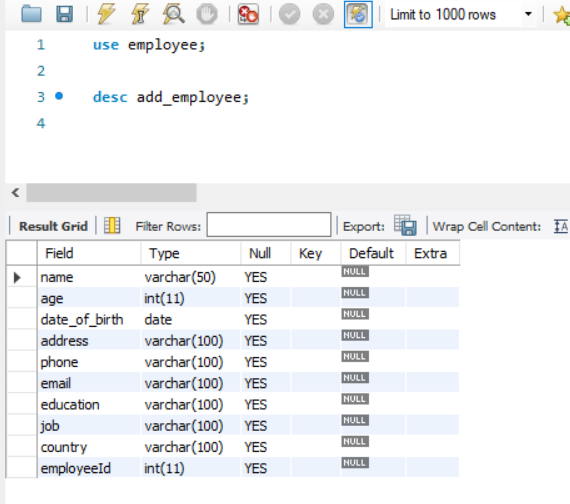 Limit to 1000 rows
1 use employee;
2
3 desc add_employee;
4
Result Grid Filter Rows: Export: Wrap Cell Content: IA
Field Type Null Key Default Extra
name varchar(50) YES NULL
age int(11) YES NULL
date_of_birth date YES NULL
address varchar(100) YES NULL
phone varchar(100) YES NULL
email varchar(100) YES NULL
education varchar(100) YES NULL
job varchar(100) YES NULL
country varchar(100) YES NULL
employeeId int(11) YES NULL